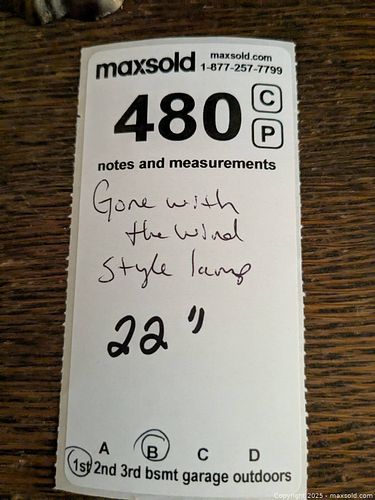 maxsold maxsold.com
1-877-257-7799
480 C
P
notes and measurements
Gone with
the Wind
style lamp
22"
A B C D
1st 2nd 3rd bsmt garage outdoors
Copyright 2025 - maxsold.com